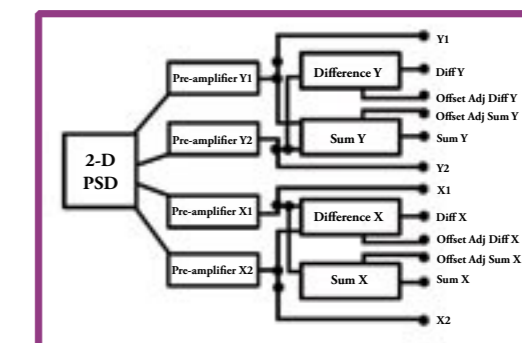 2-D
PSD
Pre-amplifier Y1
Pre-amplifier Y2
Pre-amplifier X1
Pre-amplifier X2
Difference Y
Sum Y
Difference X
Sum X
Y1
Diff Y
Offset Adj Diff Y
Offset Adj Sum Y
Sum Y
Y2
X1
Diff X
Offset Adj Diff X
Offset Adj Sum X
Sum X
X2